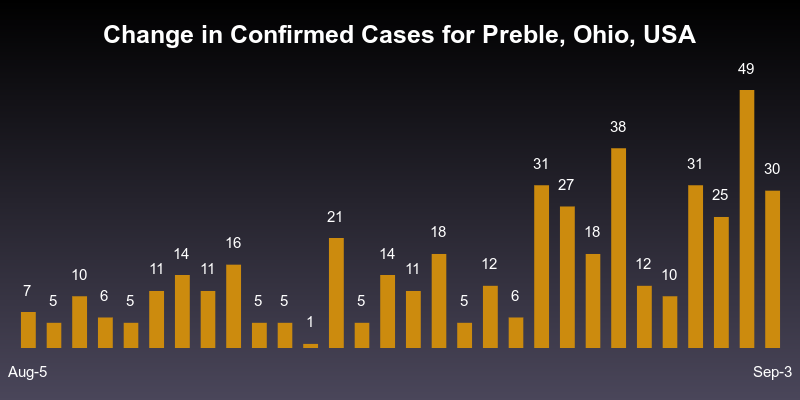 Change in Confirmed Cases for Preble, Ohio, USA
7 5 10 6 5 11 14 11 16 5 5 1 21 5 14 11 18 5 12 6 31 27 18 38 12 10 31 25 49 30
Aug-5 Sep-3